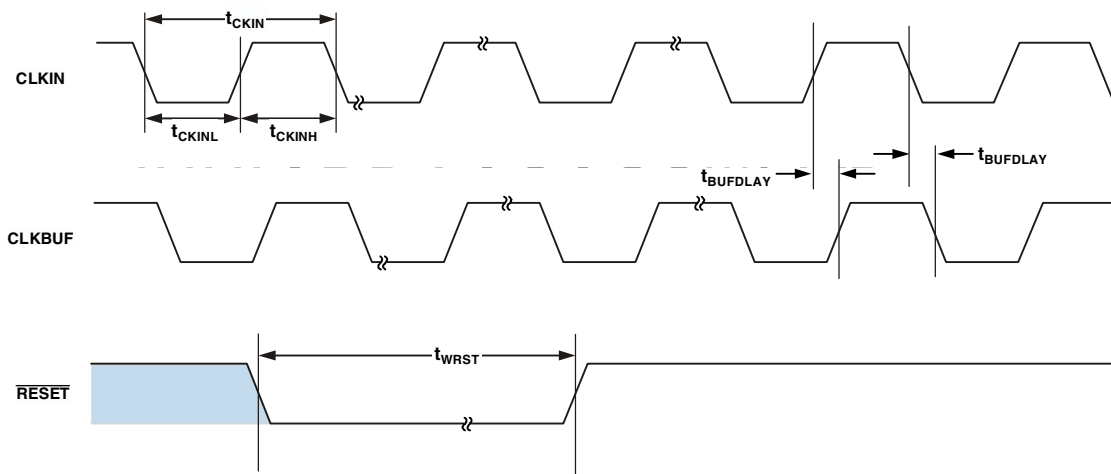 tCKIN
CLKIN
tCKINL
tCKINH
tBUFDLAY
tBUFDLAY
CLKBUF
tWRST
RESET